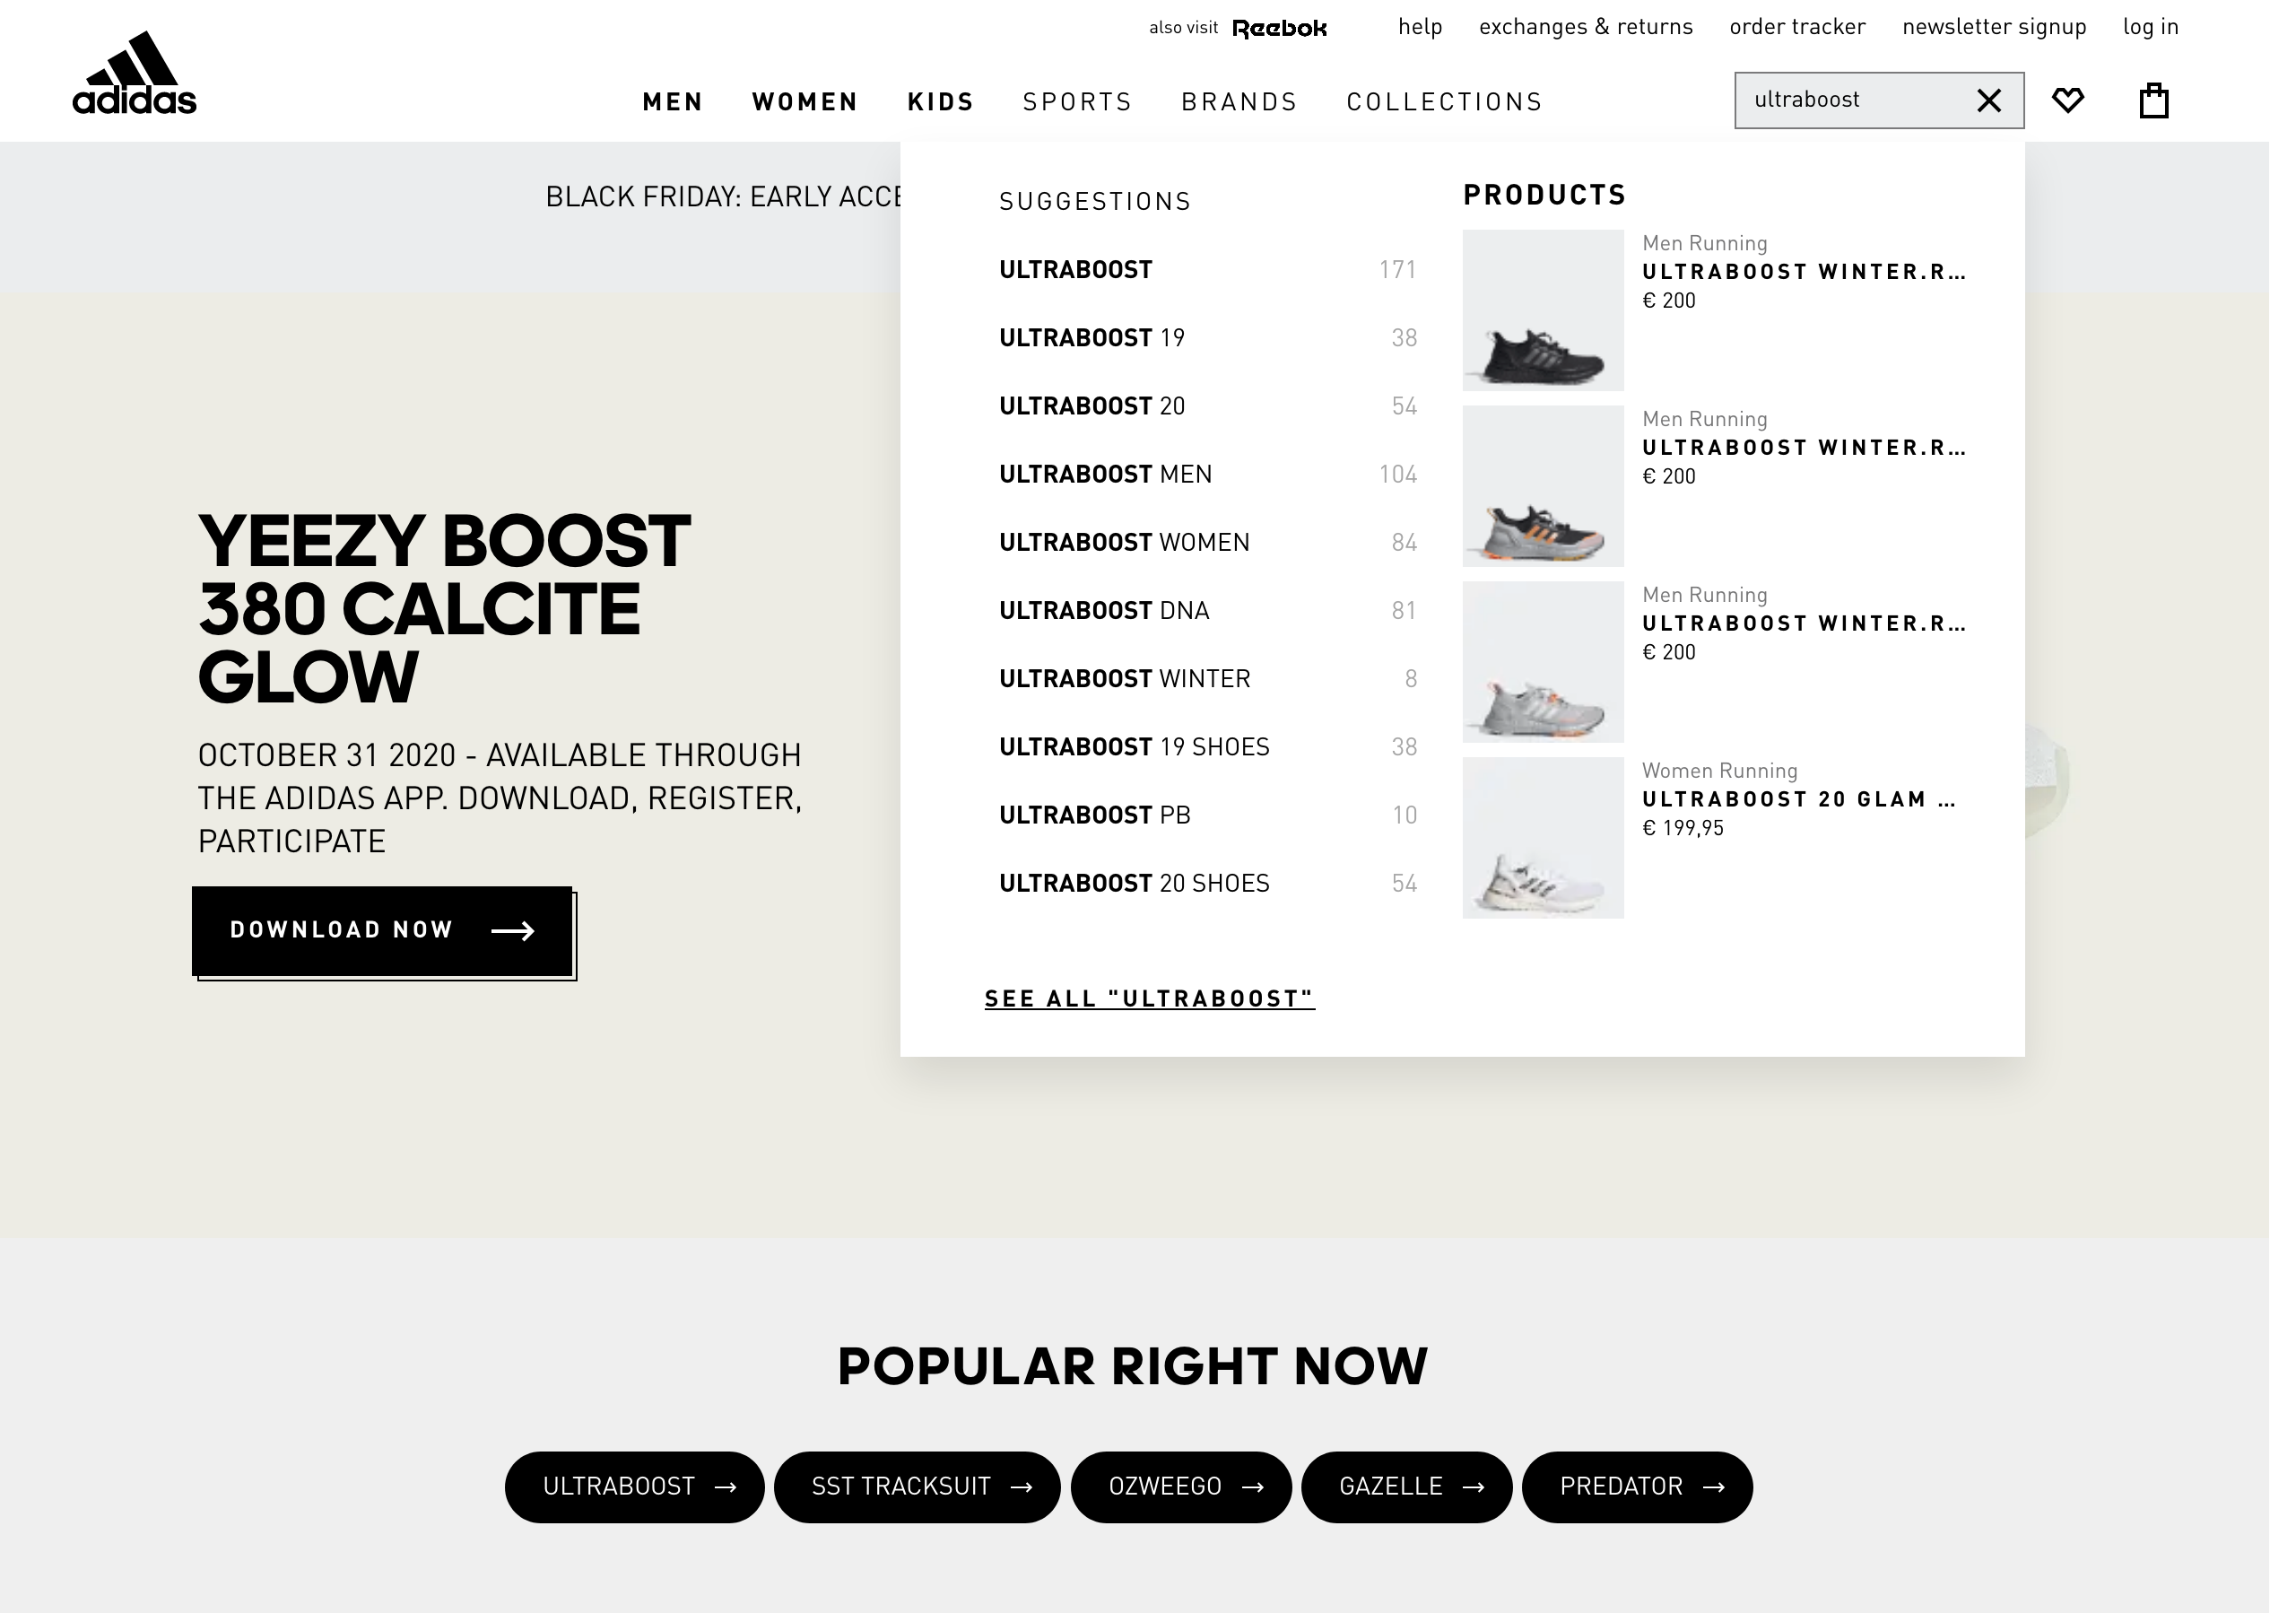 also visit Reebok help exchanges & returns order tracker newsletter signup log in
adidas
MEN WOMEN KIDS SPORTS BRANDS COLLECTIONS
ultraboost
BLACK FRIDAY: EARLY
SUGGESTIONS
ULTRABOOST 171
ULTRABOOST 19 38
ULTRABOOST 20 54
ULTRABOOST MEN 104
ULTRABOOST WOMEN 84
ULTRABOOST DNA 81
ULTRABOOST WINTER 8
ULTRABOOST 19 SHOES 38
ULTRABOOST PB 10
ULTRABOOST 20 SHOES 54
SEE ALL "ULTRABOOST"
PRODUCTS
Men Running
ULTRABOOST WINTER.R...
€ 200
Men Running
ULTRABOOST WINTER.R...
€ 200
Men Running
ULTRABOOST WINTER.R...
€ 200
Women Running
ULTRABOOST 20 GLAM ...
€ 199,95
YEEZY BOOST
380 CALCITE
GLOW
OCTOBER 31 2020 - AVAILABLE THROUGH
THE ADIDAS APP. DOWNLOAD, REGISTER,
PARTICIPATE
DOWNLOAD NOW
POPULAR RIGHT NOW
ULTRABOOST SST TRACKSUIT OZWEEGO GAZELLE PREDATOR